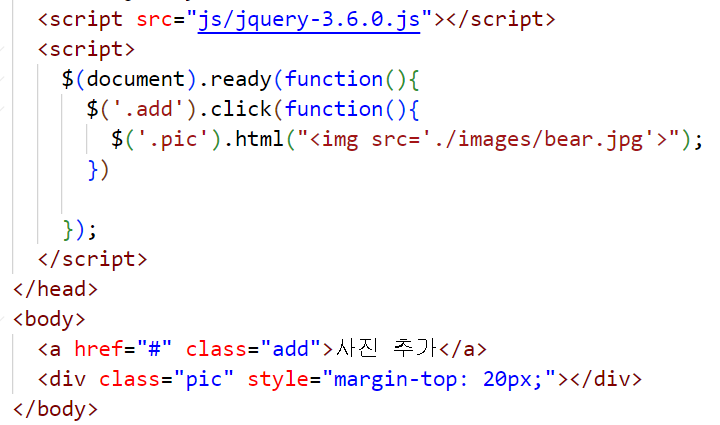 <script src="js/jquery-3.6.0.js"></script>
<script>
$(document).ready(function(){
$('.add').click(function(){
$('.pic').html("<img src='./images/bear.jpg'>");
})
});
</script>
</head>
<body>
<a href="#" class="add">사진 추가</a>
<div class="pic" style="margin-top: 20px;"></div>
</body>